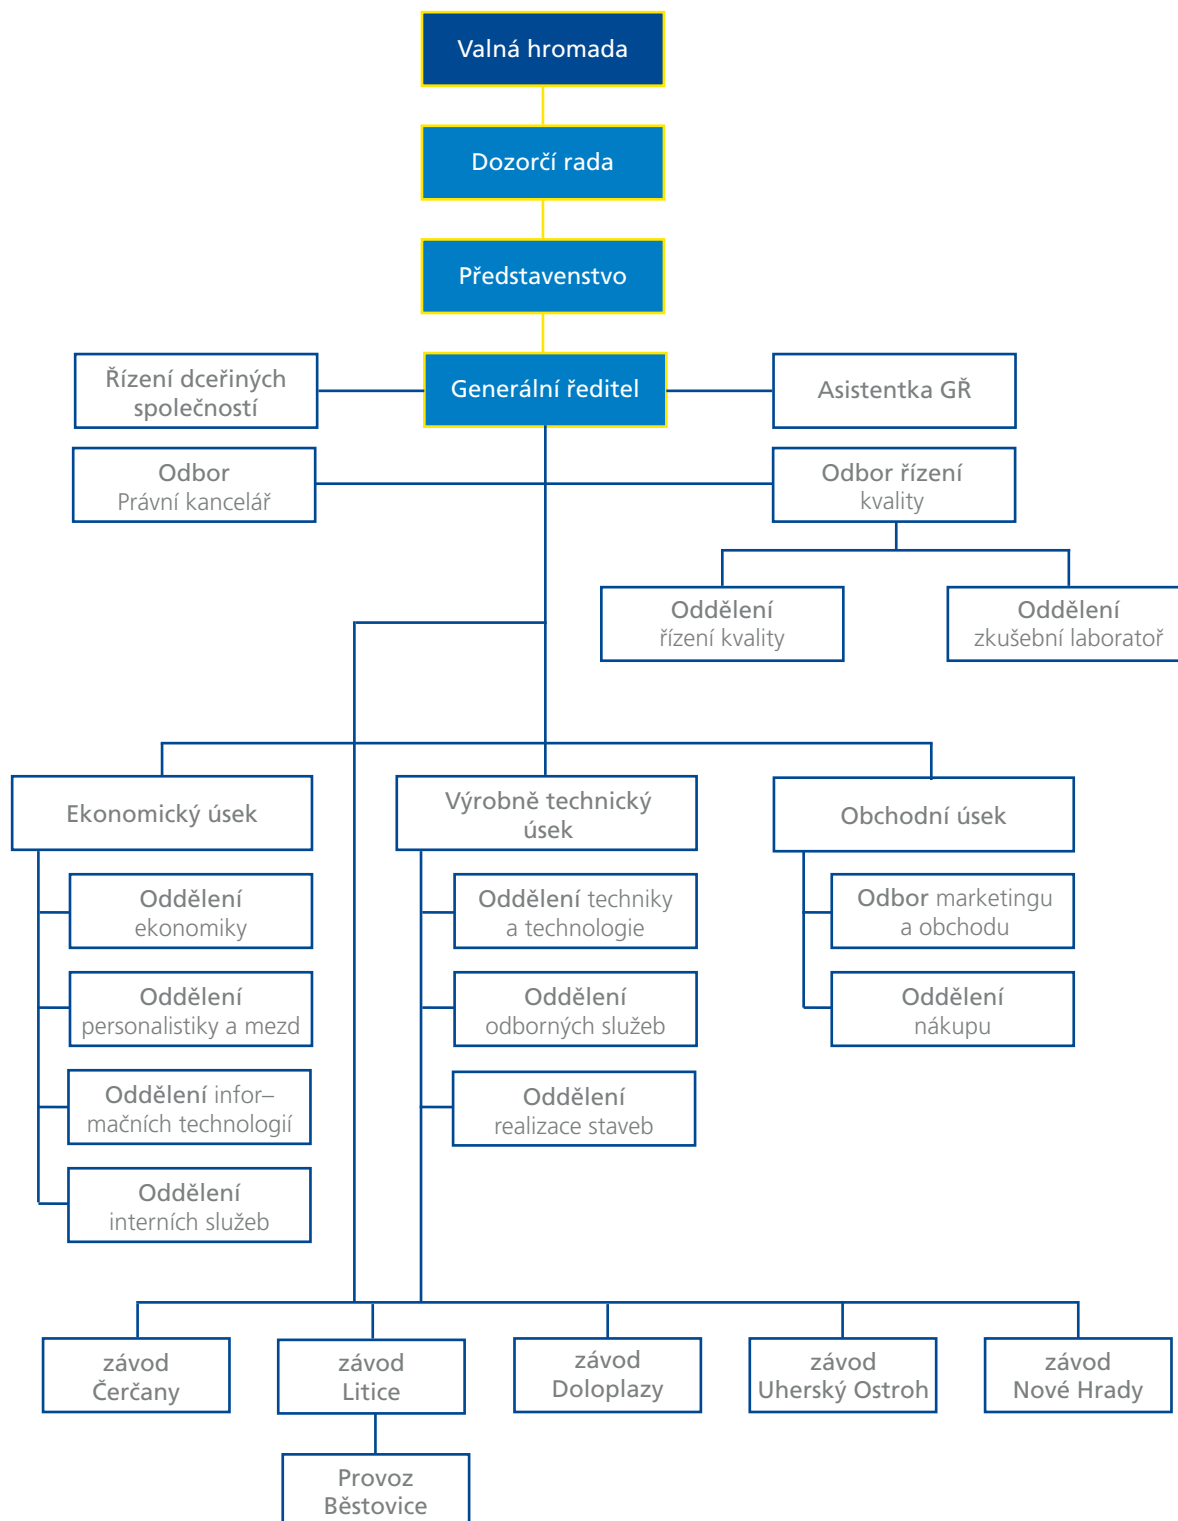 Valná hromada
Dozorčí rada
Představenstvo
Řízení dceřiných
společností
Generální ředitel
Asistentka GŘ
Odbor
Právní kancelář
Odbor řízení
kvality
Oddělení
řízení kvality
Oddělení
zkušební laboratoř
Ekonomický úsek
Výrobně technický
úsek
Obchodní úsek
Oddělení
ekonomiky
Oddělení techniky
a technologie
Odbor marketingu
a obchodu
Oddělení
personalistiky a mezd
Oddělení
odborných služeb
Oddělení
nákupu
Oddělení infor–
mačních technologií
Oddělení
realizace staveb
Oddělení
interních služeb
závod
Čerčany
závod
Litice
závod
Doloplazy
závod
Uherský Ostroh
závod
Nové Hrady
Provoz
Běstovice